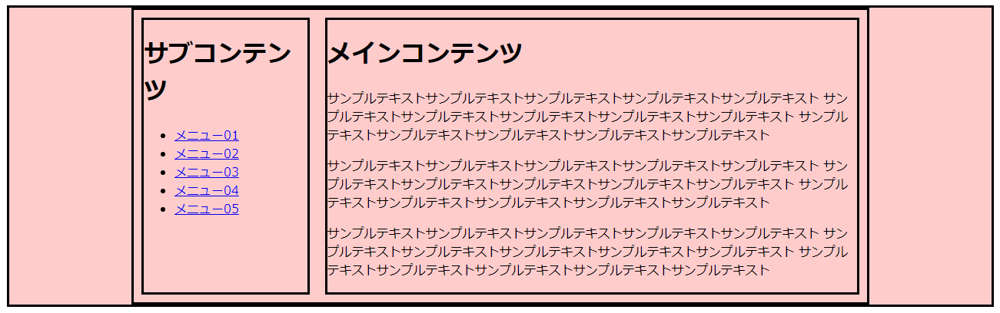 サブコンテン
ツ
メニュー01
メニュー02
メニュー03
メニュー04
メニュー05
メインコンテンツ
サンプルテキストサンプルテキストサンプルテキストサンプルテキストサンプルテキスト サン
プルテキストサンプルテキストサンプルテキストサンプルテキストサンプルテキスト サンプル
テキストサンプルテキストサンプルテキストサンプルテキストサンプルテキスト
サンプルテキストサンプルテキストサンプルテキストサンプルテキストサンプルテキスト サン
プルテキストサンプルテキストサンプルテキストサンプルテキストサンプルテキスト サンプル
テキストサンプルテキストサンプルテキストサンプルテキストサンプルテキスト
サンプルテキストサンプルテキストサンプルテキストサンプルテキストサンプルテキスト サン
プルテキストサンプルテキストサンプルテキストサンプルテキストサンプルテキスト サンプル
テキストサンプルテキストサンプルテキストサンプルテキストサンプルテキスト